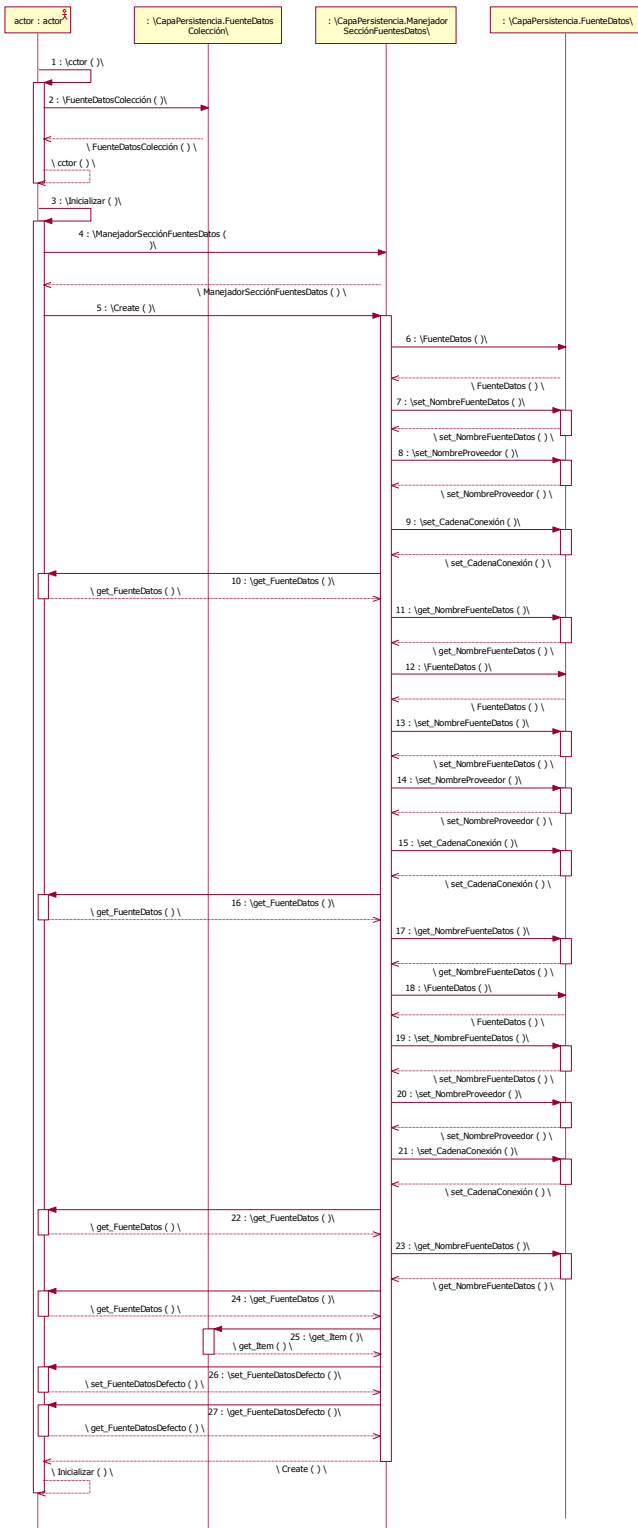 actor : actor
: \CapaPersistencia.FuenteDatos
Colección\
: \CapaPersistencia.Manejador
SecciónFuentesDatos\
: \CapaPersistencia.FuenteDatos\
1 : \cctor ( )\
2 : \FuenteDatosColección ( )\
\ FuenteDatosColección ( ) \
\ cctor ( ) \
3 : \Inicializar ( )\
4 : \ManejadorSecciónFuentesDatos (
)\
\ ManejadorSecciónFuentesDatos ( ) \
5 : \Create ( )\
6 : \FuenteDatos ( )\
\ FuenteDatos ( ) \
7 : \set_NombreFuenteDatos ( )\
\ set_NombreFuenteDatos ( ) \
8 : \set_NombreProveedor ( )\
\ set_NombreProveedor ( ) \
9 : \set_CadenaConexión ( )\
\ set_CadenaConexión ( ) \
10 : \get_FuenteDatos ( )\
\ get_FuenteDatos ( ) \
11 : \get_NombreFuenteDatos ( )\
\ get_NombreFuenteDatos ( ) \
12 : \FuenteDatos ( )\
\ FuenteDatos ( ) \
13 : \set_NombreFuenteDatos ( )\
\ set_NombreFuenteDatos ( ) \
14 : \set_NombreProveedor ( )\
\ set_NombreProveedor ( ) \
15 : \set_CadenaConexión ( )\
\ set_CadenaConexión ( ) \
16 : \get_FuenteDatos ( )\
\ get_FuenteDatos ( ) \
17 : \get_NombreFuenteDatos ( )\
\ get_NombreFuenteDatos ( ) \
18 : \FuenteDatos ( )\
\ FuenteDatos ( ) \
19 : \set_NombreFuenteDatos ( )\
\ set_NombreFuenteDatos ( ) \
20 : \set_NombreProveedor ( )\
\ set_NombreProveedor ( ) \
21 : \set_CadenaConexión ( )\
\ set_CadenaConexión ( ) \
22 : \get_FuenteDatos ( )\
\ get_FuenteDatos ( ) \
23 : \get_NombreFuenteDatos ( )\
\ get_NombreFuenteDatos ( ) \
24 : \get_FuenteDatos ( )\
\ get_FuenteDatos ( ) \
25 : \get_Item ( )\
\ get_Item ( ) \
26 : \set_FuenteDatosDefecto ( )\
\ set_FuenteDatosDefecto ( ) \
27 : \get_FuenteDatosDefecto ( )\
\ get_FuenteDatosDefecto ( ) \
\ Create ( ) \
\ Inicializar ( ) \